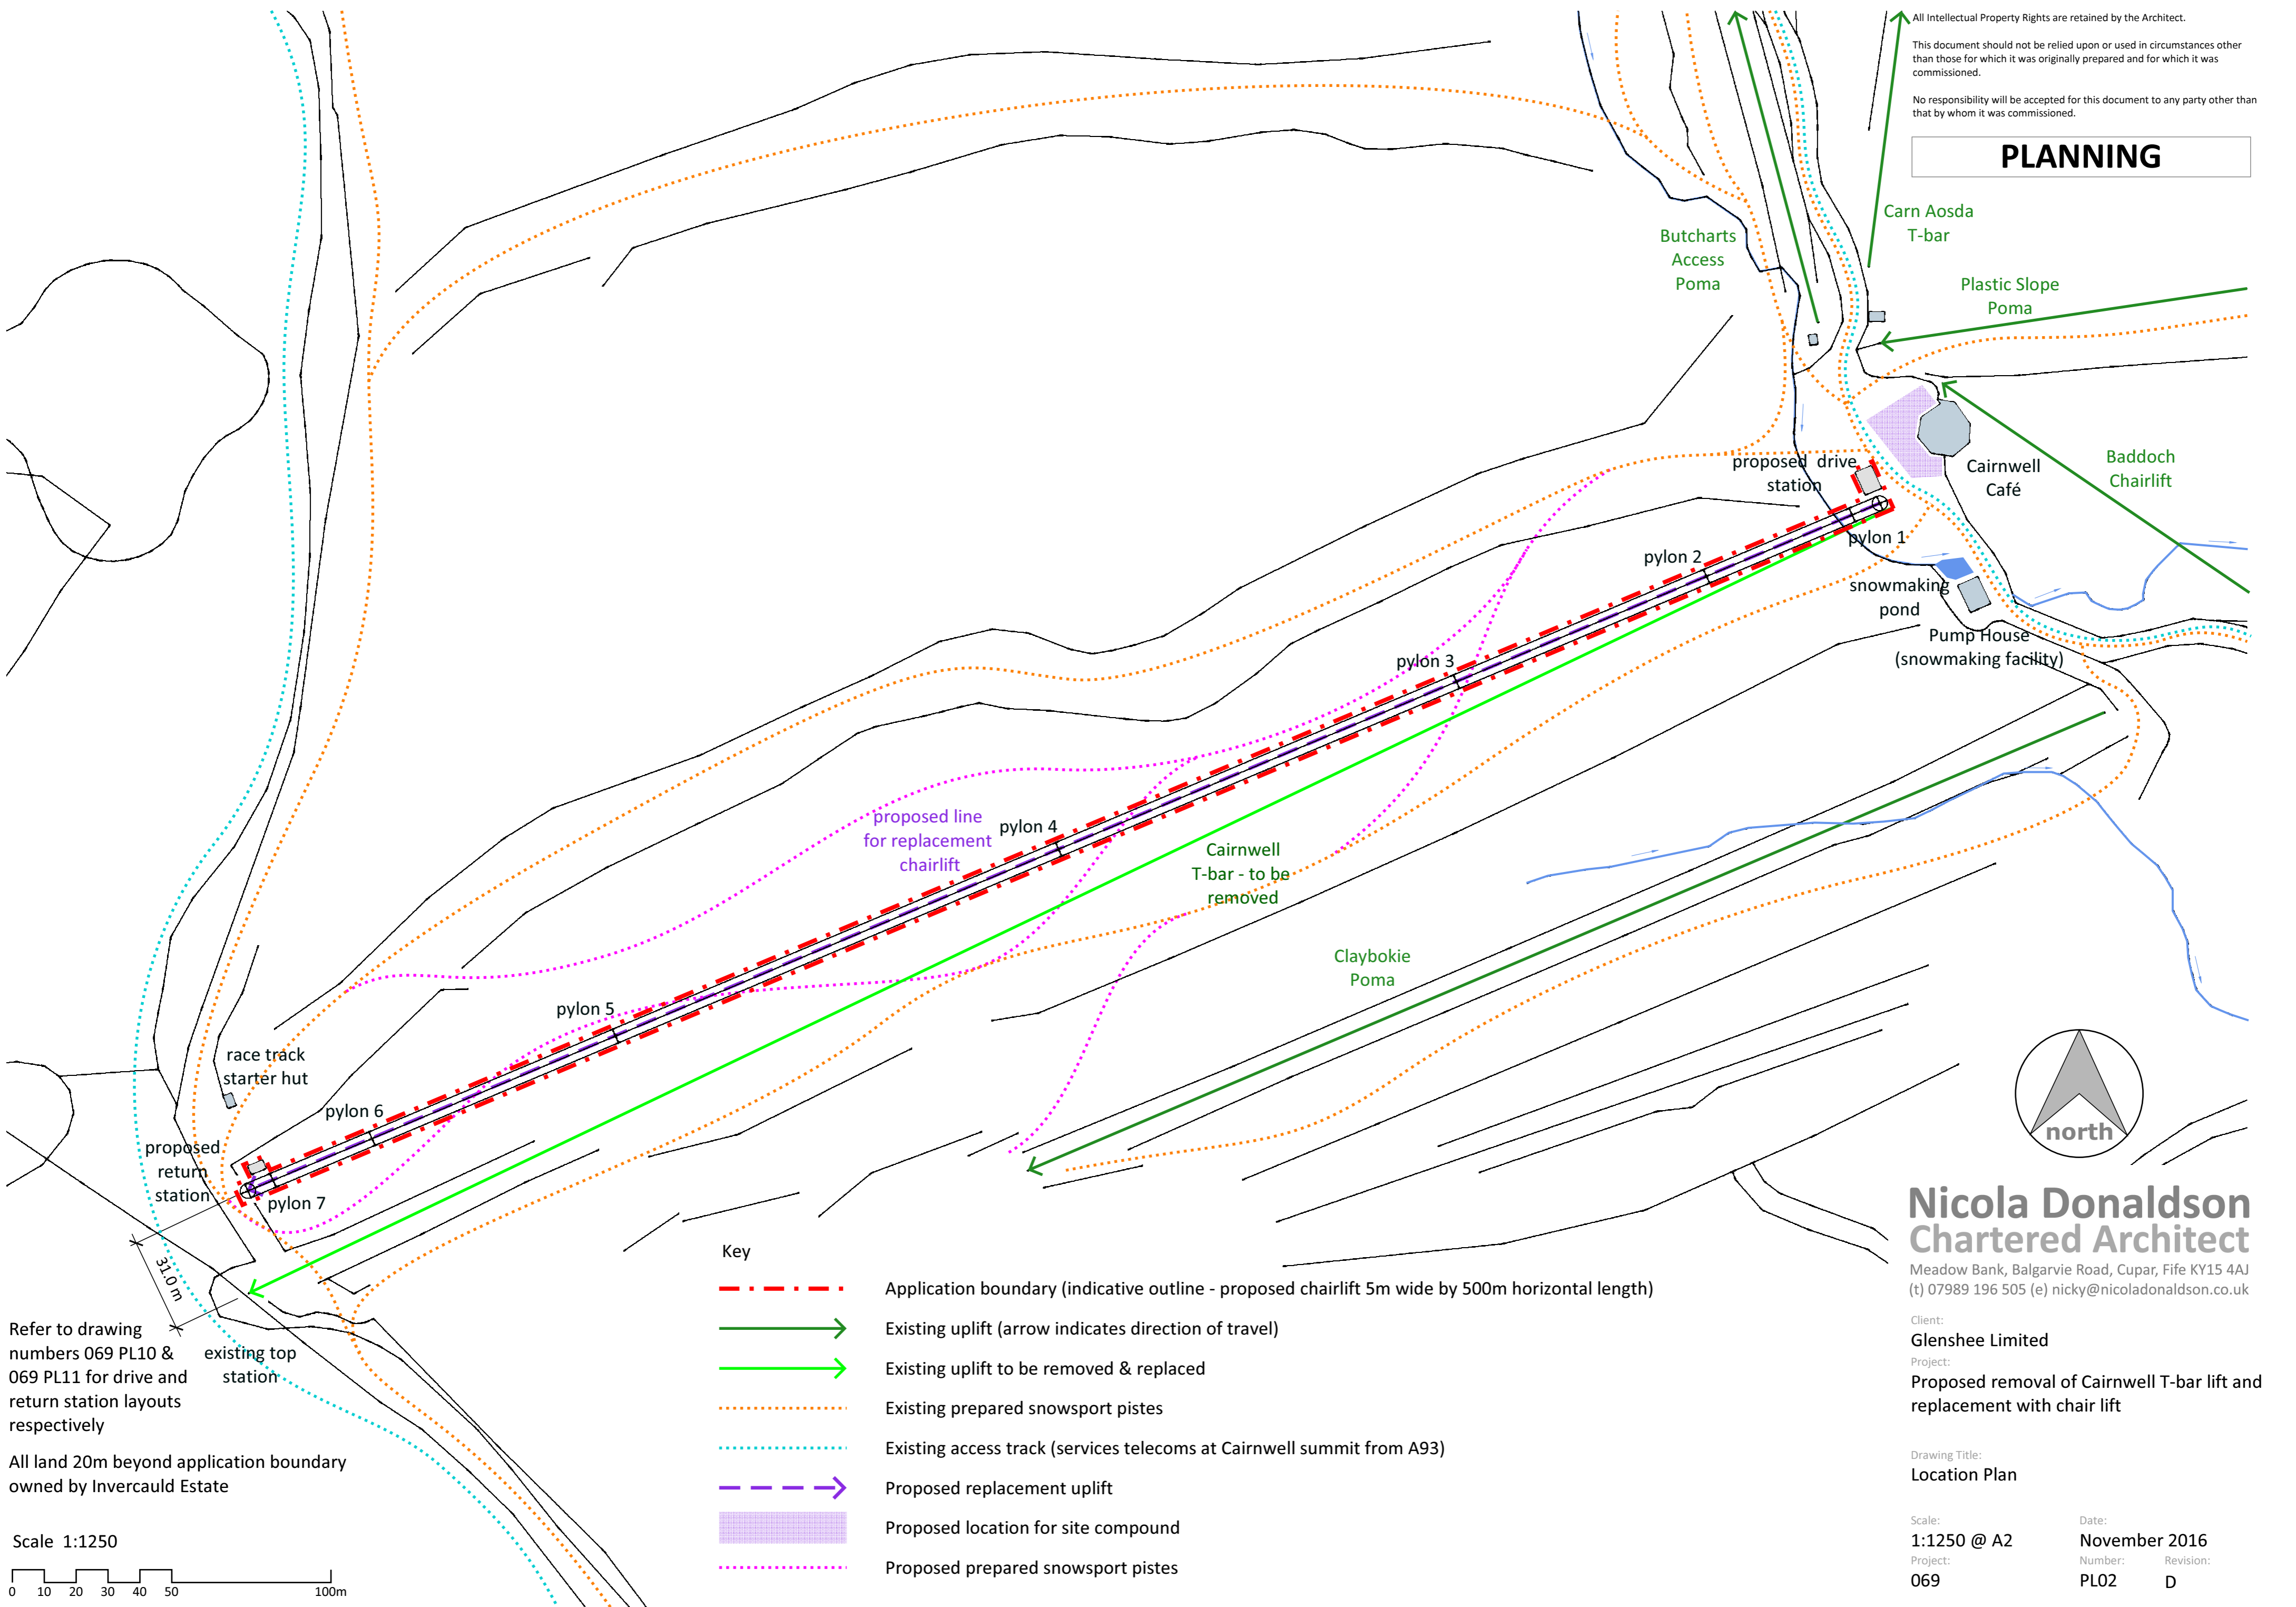 All Intellectual Property Rights are retained by the Architect.
This document should not be relied upon or used in circumstances other
than those for which it was originally prepared and for which it was
commissioned.
No responsibility will be accepted for this document to any party other than
that by whom it was commissioned.
PLANNING
Carn Aosda
T-bar
Butcharts
Access
Poma
Plastic Slope
Poma
Baddoch
Chairlift
Cairnwell
Café
proposed drive
station
pylon 1
pylon 2
snowmaking
pond
Pump House
(snowmaking facility)
pylon 3
proposed line
for replacement
chairlift
pylon 4
Cairnwell
T-bar - to be
removed
Claybokie
Poma
pylon 5
race track
starter hut
pylon 6
proposed
return
station
pylon 7
31.0 m
existing top
station
Refer to drawing
numbers 069 PL10 &
069 PL11 for drive and
return station layouts
respectively
All land 20m beyond application boundary
owned by Invercauld Estate
Scale 1:1250
0 10 20 30 40 50 100m
Key
Application boundary (indicative outline - proposed chairlift 5m wide by 500m horizontal length)
Existing uplift (arrow indicates direction of travel)
Existing uplift to be removed & replaced
Existing prepared snowsport pistes
Existing access track (services telecoms at Cairnwell summit from A93)
Proposed replacement uplift
Proposed location for site compound
Proposed prepared snowsport pistes
north
Nicola Donaldson
Chartered Architect
Meadow Bank, Balgarvie Road, Cupar, Fife KY15 4AJ
(t) 07989 196 505 (e) nicky@nicoladonaldson.co.uk
Client:
Glenshee Limited
Project:
Proposed removal of Cairnwell T-bar lift and
replacement with chair lift
Drawing Title:
Location Plan
Scale: Date:
1:1250 @ A2 November 2016
Project: Number: Revision:
069 PL02 D